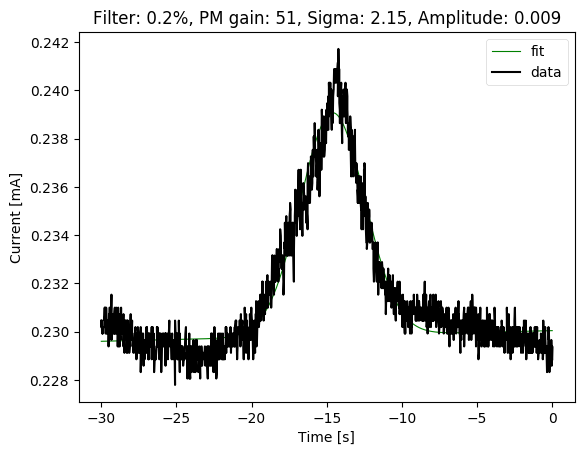 Filter: 0.2%, PM gain: 51, Sigma: 2.15, Amplitude: 0.009
fit
data
0.242
0.240
0.238
0.236
0.234
0.232
0.230
0.228
Current [mA]
−30 −25 −20 −15 −10 −5 0
Time [s]